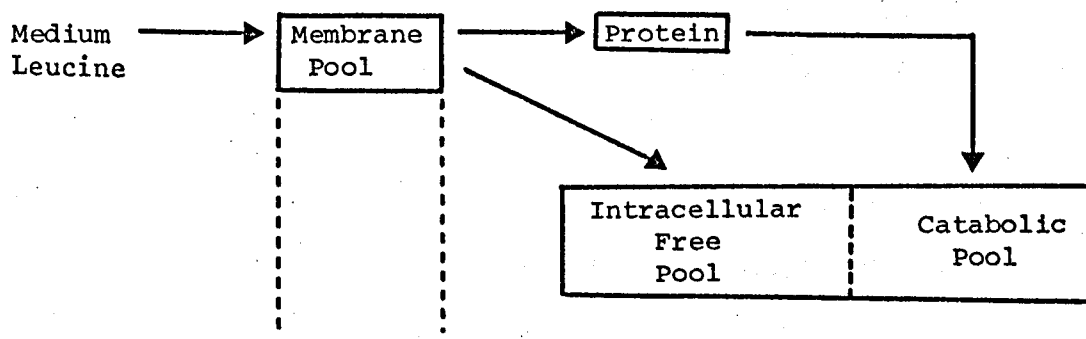 Medium
Leucine
Membrane
Pool
Protein
Intracellular
Free
Pool
Catabolic
Pool